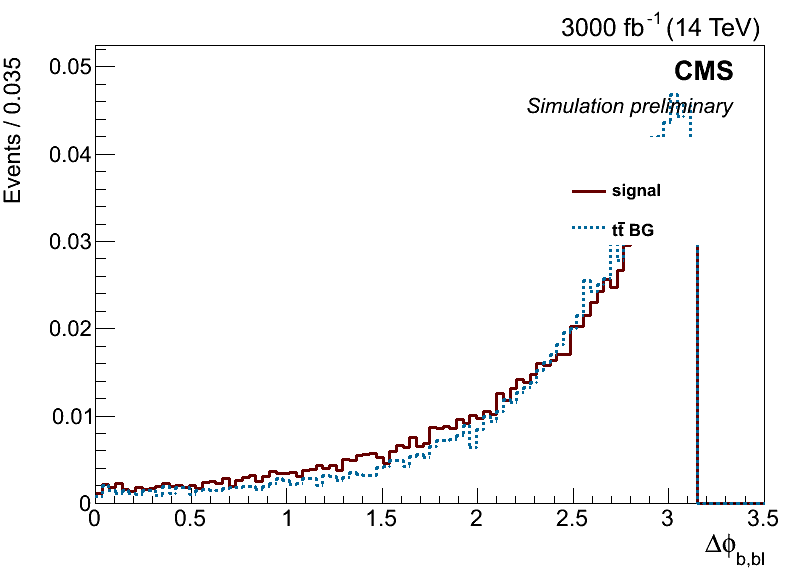 3000 fb⁻¹ (14 TeV)
CMS
Simulation preliminary
Events / 0.035
0.05
0.04
0.03
0.02
0.01
0
signal
tt̄ BG
0 0.5 1 1.5 2 2.5 3 3.5
Δϕ_b,bl